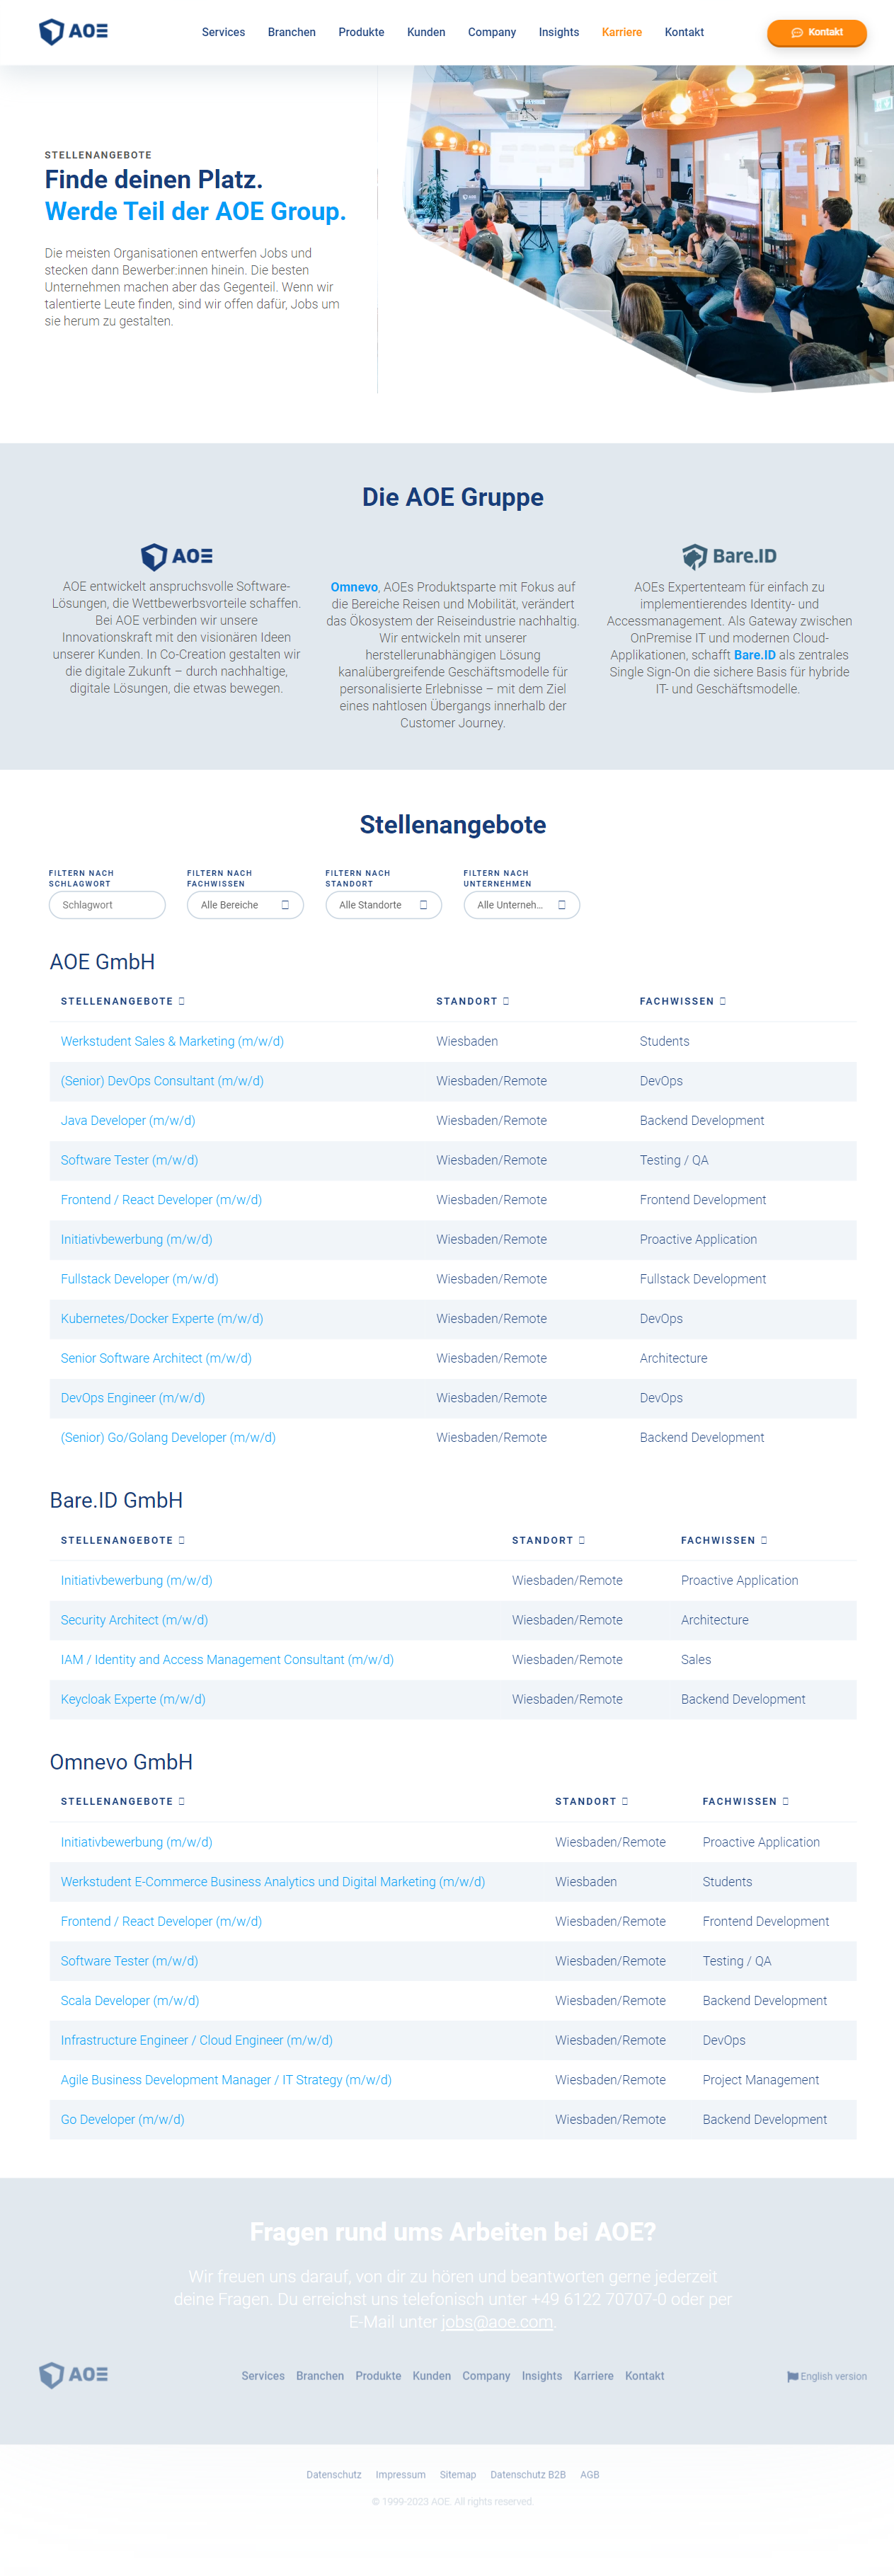 AOE
Services Branchen Produkte Kunden Company Insights Karriere Kontakt
Kontakt
STELLENANGEBOTE
Finde deinen Platz.
Werde Teil der AOE Group.
Die meisten Organisationen entwerfen Jobs und
stecken dann Bewerber:innen hinein. Die besten
Unternehmen machen aber das Gegenteil. Wenn wir
talentierte Leute finden, sind wir offen dafür, Jobs um
sie herum zu gestalten.
Die AOE Gruppe
AOE
AOE entwickelt anspruchsvolle Software-
Lösungen, die Wettbewerbsvorteile schaffen.
Bei AOE verbinden wir unsere
Innovationskraft mit den visionären Ideen
unserer Kunden. In Co-Creation gestalten wir
die digitale Zukunft – durch nachhaltige,
digitale Lösungen, die etwas bewegen.
Omnevo, AOEs Produktsparte mit Fokus auf
die Bereiche Reisen und Mobilität, verändert
das Ökosystem der Reiseindustrie nachhaltig.
Wir entwickeln mit unserer
herstellerunabhängigen Lösung
kanalübergreifende Geschäftsmodelle für
personalisierte Erlebnisse – mit dem Ziel
eines nahtlosen Übergangs innerhalb der
Customer Journey.
Bare.ID
AOEs Expertenteam für einfach zu
implementierendes Identity- und
Accessmanagement. Als Gateway zwischen
OnPremise IT und modernen Cloud-
Applikationen, schafft Bare.ID als zentrales
Single Sign-On die sichere Basis für hybride
IT- und Geschäftsmodelle.
Stellenangebote
FILTERN NACH
SCHLAGWORT
Schlagwort
FILTERN NACH
FACHWISSEN
Alle Bereiche
FILTERN NACH
STANDORT
Alle Standorte
FILTERN NACH
UNTERNEHMEN
Alle Unterneh...
AOE GmbH
STELLENANGEBOTE STANDORT FACHWISSEN
Werkstudent Sales & Marketing (m/w/d) Wiesbaden Students
(Senior) DevOps Consultant (m/w/d) Wiesbaden/Remote DevOps
Java Developer (m/w/d) Wiesbaden/Remote Backend Development
Software Tester (m/w/d) Wiesbaden/Remote Testing / QA
Frontend / React Developer (m/w/d) Wiesbaden/Remote Frontend Development
Initiativbewerbung (m/w/d) Wiesbaden/Remote Proactive Application
Fullstack Developer (m/w/d) Wiesbaden/Remote Fullstack Development
Kubernetes/Docker Experte (m/w/d) Wiesbaden/Remote DevOps
Senior Software Architect (m/w/d) Wiesbaden/Remote Architecture
DevOps Engineer (m/w/d) Wiesbaden/Remote DevOps
(Senior) Go/Golang Developer (m/w/d) Wiesbaden/Remote Backend Development
Bare.ID GmbH
STELLENANGEBOTE STANDORT FACHWISSEN
Initiativbewerbung (m/w/d) Wiesbaden/Remote Proactive Application
Security Architect (m/w/d) Wiesbaden/Remote Architecture
IAM / Identity and Access Management Consultant (m/w/d) Wiesbaden/Remote Sales
Keycloak Experte (m/w/d) Wiesbaden/Remote Backend Development
Omnevo GmbH
STELLENANGEBOTE STANDORT FACHWISSEN
Initiativbewerbung (m/w/d) Wiesbaden/Remote Proactive Application
Werkstudent E-Commerce Business Analytics und Digital Marketing (m/w/d) Wiesbaden Students
Frontend / React Developer (m/w/d) Wiesbaden/Remote Frontend Development
Software Tester (m/w/d) Wiesbaden/Remote Testing / QA
Scala Developer (m/w/d) Wiesbaden/Remote Backend Development
Infrastructure Engineer / Cloud Engineer (m/w/d) Wiesbaden/Remote DevOps
Agile Business Development Manager / IT Strategy (m/w/d) Wiesbaden/Remote Project Management
Go Developer (m/w/d) Wiesbaden/Remote Backend Development
Fragen rund ums Arbeiten bei AOE?
Wir freuen uns darauf, von dir zu hören und beantworten gerne jederzeit
deine Fragen. Du erreichst uns telefonisch unter +49 6122 70707-0 oder per
E-Mail unter jobs@aoe.com.
AOE
Services Branchen Produkte Kunden Company Insights Karriere Kontakt
English version
Datenschutz Impressum Sitemap Datenschutz B2B AGB
© 1999-2023 AOE. All rights reserved.